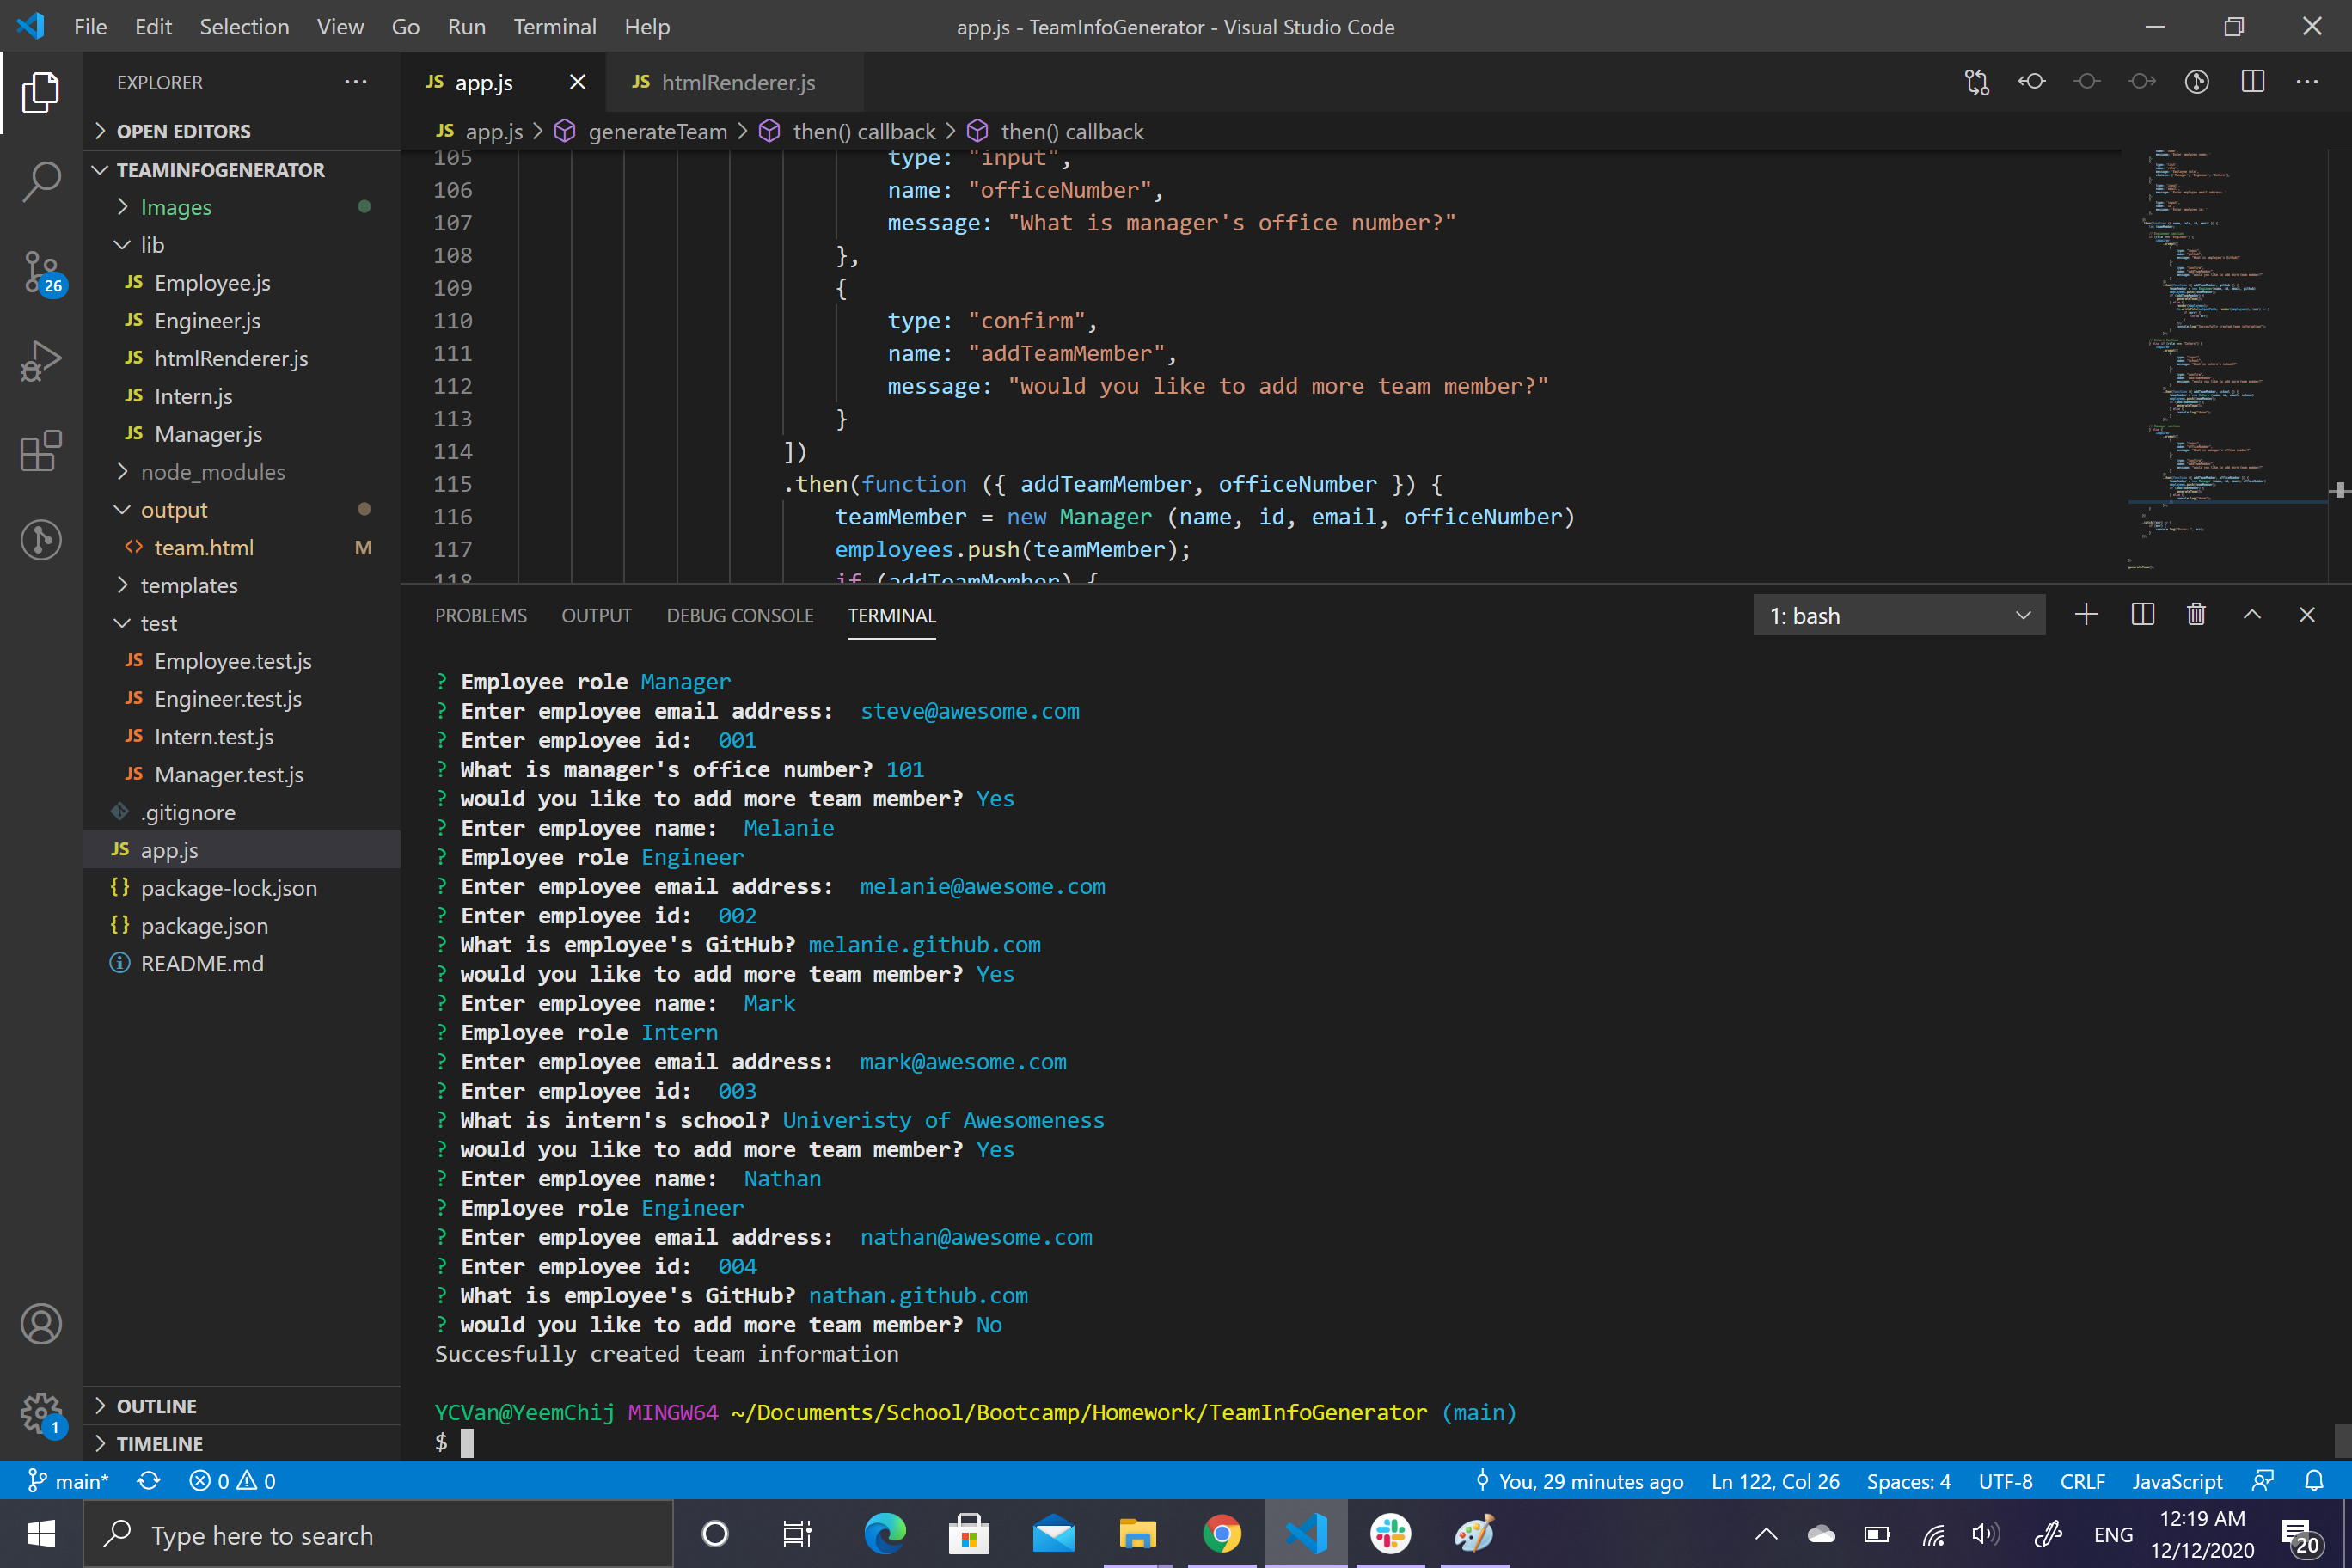 File Edit Selection View Go Run Terminal Help
app.js - TeamInfoGenerator - Visual Studio Code
EXPLORER
OPEN EDITORS
TEAMINFOGENERATOR
Images
lib
JS Employee.js
JS Engineer.js
JS htmlRenderer.js
JS Intern.js
JS Manager.js
node_modules
output
<> team.html M
templates
test
JS Employee.test.js
JS Engineer.test.js
JS Intern.test.js
JS Manager.test.js
.gitignore
JS app.js
{} package-lock.json
{} package.json
README.md
OUTLINE
TIMELINE
26
1
JS app.js
JS htmlRenderer.js
JS app.js > generateTeam > then() callback > then() callback
105 type: "input",
106 name: "officeNumber",
107 message: "What is manager's office number?"
108 },
109 {
110 type: "confirm",
111 name: "addTeamMember",
112 message: "would you like to add more team member?"
113 }
114 ])
115 .then(function ({ addTeamMember, officeNumber }) {
116 teamMember = new Manager (name, id, email, officeNumber)
117 employees.push(teamMember);
118 if (addTeamMember) {
PROBLEMS OUTPUT DEBUG CONSOLE TERMINAL
1: bash
? Employee role Manager
? Enter employee email address:  steve@awesome.com
? Enter employee id:  001
? What is manager's office number? 101
? would you like to add more team member? Yes
? Enter employee name:  Melanie
? Employee role Engineer
? Enter employee email address:  melanie@awesome.com
? Enter employee id:  002
? What is employee's GitHub? melanie.github.com
? would you like to add more team member? Yes
? Enter employee name:  Mark
? Employee role Intern
? Enter employee email address:  mark@awesome.com
? Enter employee id:  003
? What is intern's school? Univeristy of Awesomeness
? would you like to add more team member? Yes
? Enter employee name:  Nathan
? Employee role Engineer
? Enter employee email address:  nathan@awesome.com
? Enter employee id:  004
? What is employee's GitHub? nathan.github.com
? would you like to add more team member? No
Succesfully created team information
YCVan@YeemChij MINGW64 ~/Documents/School/Bootcamp/Homework/TeamInfoGenerator (main)
$
main* 0 0
You, 29 minutes ago Ln 122, Col 26 Spaces: 4 UTF-8 CRLF JavaScript
Type here to search
ENG
12:19 AM
12/12/2020
20